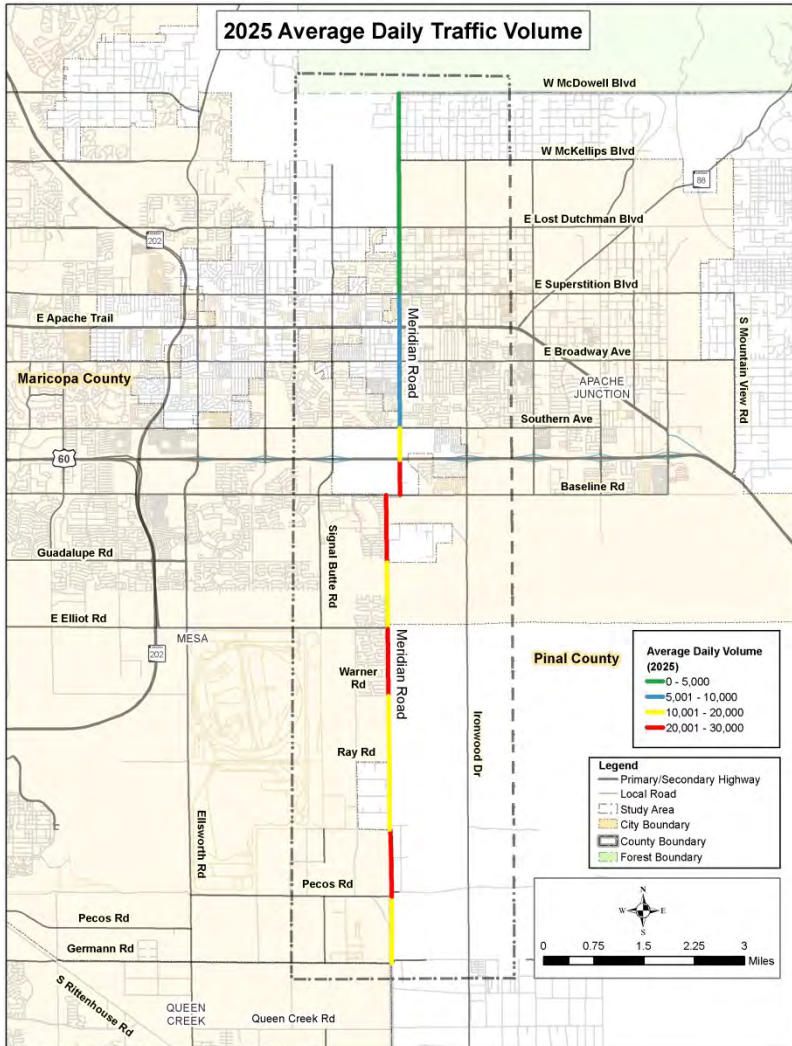 2025 Average Daily Traffic Volume
W McDowell Blvd
W McKellips Blvd
88
E Lost Dutchman Blvd
202
E Superstition Blvd
E Apache Trail
Meridian Road
S Mountain View Rd
E Broadway Ave
Maricopa County
APACHE
JUNCTION
Southern Ave
60
Baseline Rd
Signal Butte Rd
Guadalupe Rd
E Elliot Rd
MESA
202
Meridian Road
Pinal County
Warner
Rd
Ironwood Dr
Ray Rd
Ellsworth Rd
Pecos Rd
Pecos Rd
Germann Rd
S Rittenhouse Rd
QUEEN
CREEK
Queen Creek Rd
Average Daily Volume
(2025)
0 - 5,000
5,001 - 10,000
10,001 - 20,000
20,001 - 30,000
Legend
Primary/Secondary Highway
Local Road
Study Area
City Boundary
County Boundary
Forest Boundary
N
W E
S
0 0.75 1.5 2.25 3
Miles